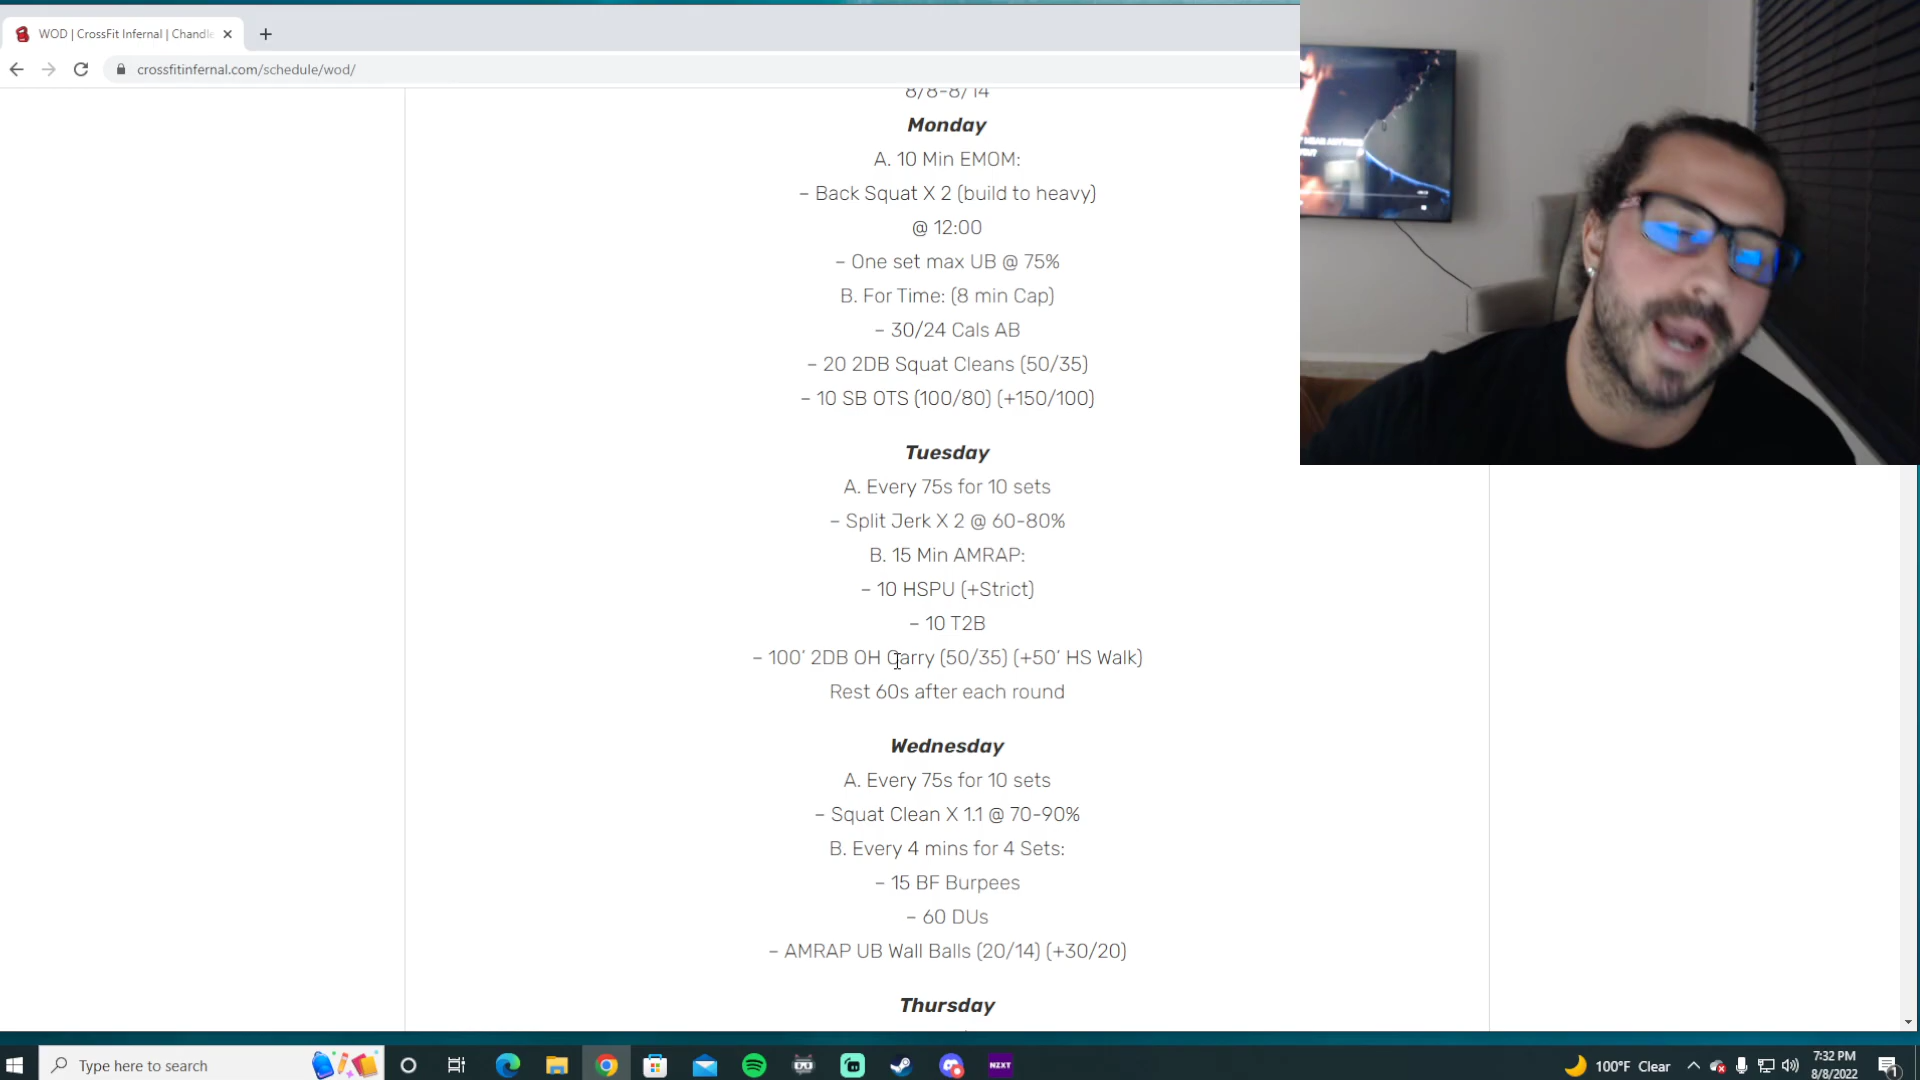 WOD | CrossFit Infernal | Chandle
crossfitinfernal.com/schedule/wod/
8/8-8/14
Monday
A. 10 Min EMOM:
– Back Squat X 2 (build to heavy)
@ 12:00
– One set max UB @ 75%
B. For Time: (8 min Cap)
– 30/24 Cals AB
– 20 2DB Squat Cleans (50/35)
– 10 SB OTS (100/80) (+150/100)
Tuesday
A. Every 75s for 10 sets
– Split Jerk X 2 @ 60-80%
B. 15 Min AMRAP:
– 10 HSPU (+Strict)
– 10 T2B
– 100’ 2DB OH Carry (50/35) (+50’ HS Walk)
Rest 60s after each round
Wednesday
A. Every 75s for 10 sets
– Squat Clean X 1.1 @ 70-90%
B. Every 4 mins for 4 Sets:
– 15 BF Burpees
– 60 DUs
– AMRAP UB Wall Balls (20/14) (+30/20)
Thursday
Type here to search
NZXT
100°F Clear
7:32 PM
8/8/2022
1